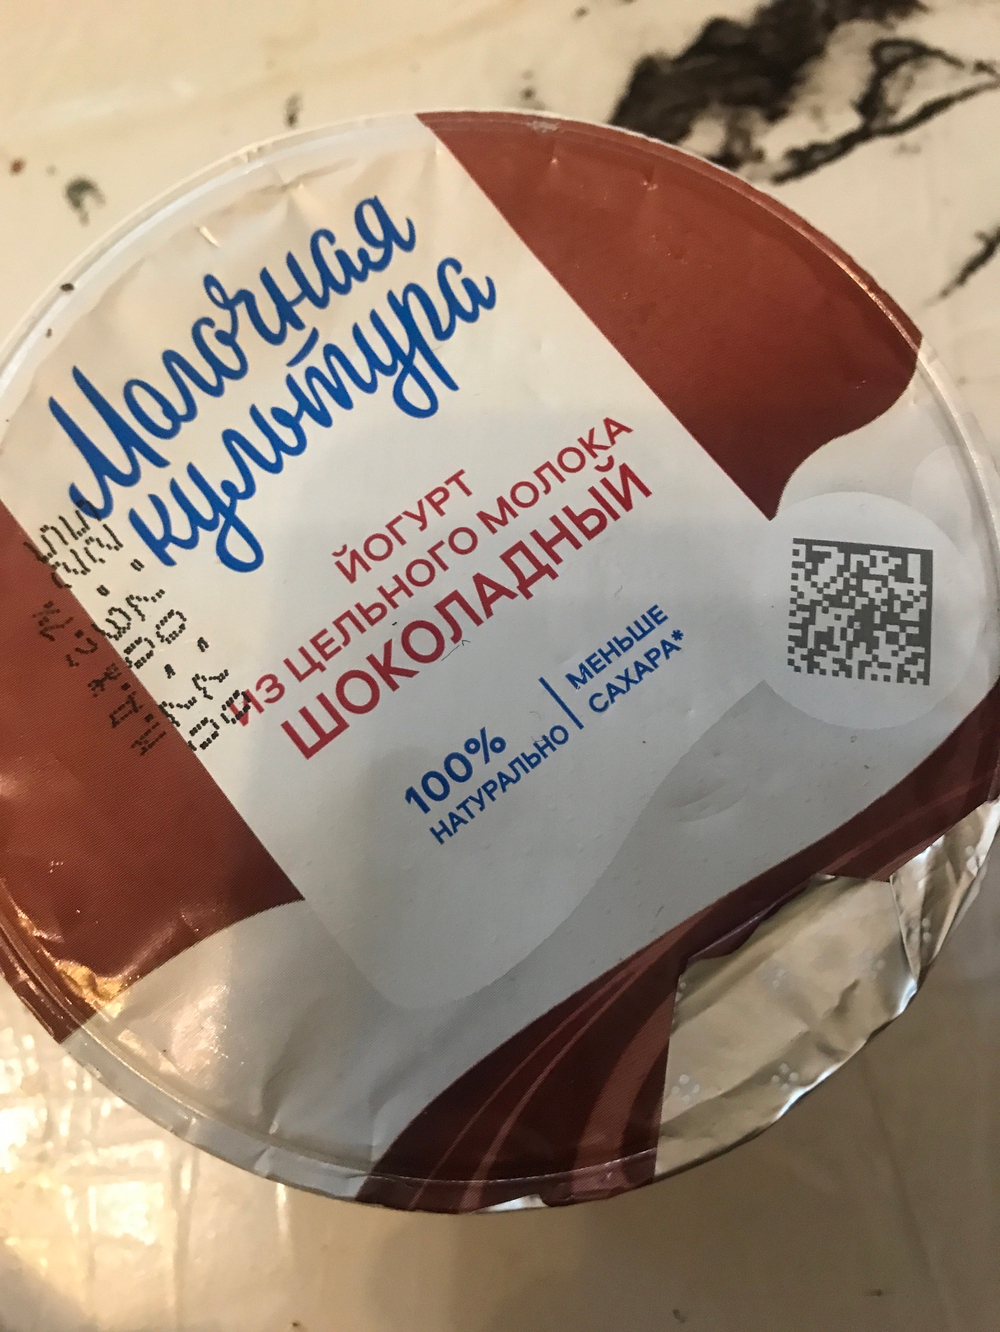 Молочная
культура
ЙОГУРТ
ИЗ ЦЕЛЬНОГО МОЛОКА
ШОКОЛАДНЫЙ
100%
НАТУРАЛЬНО
МЕНЬШЕ
САХАРА*